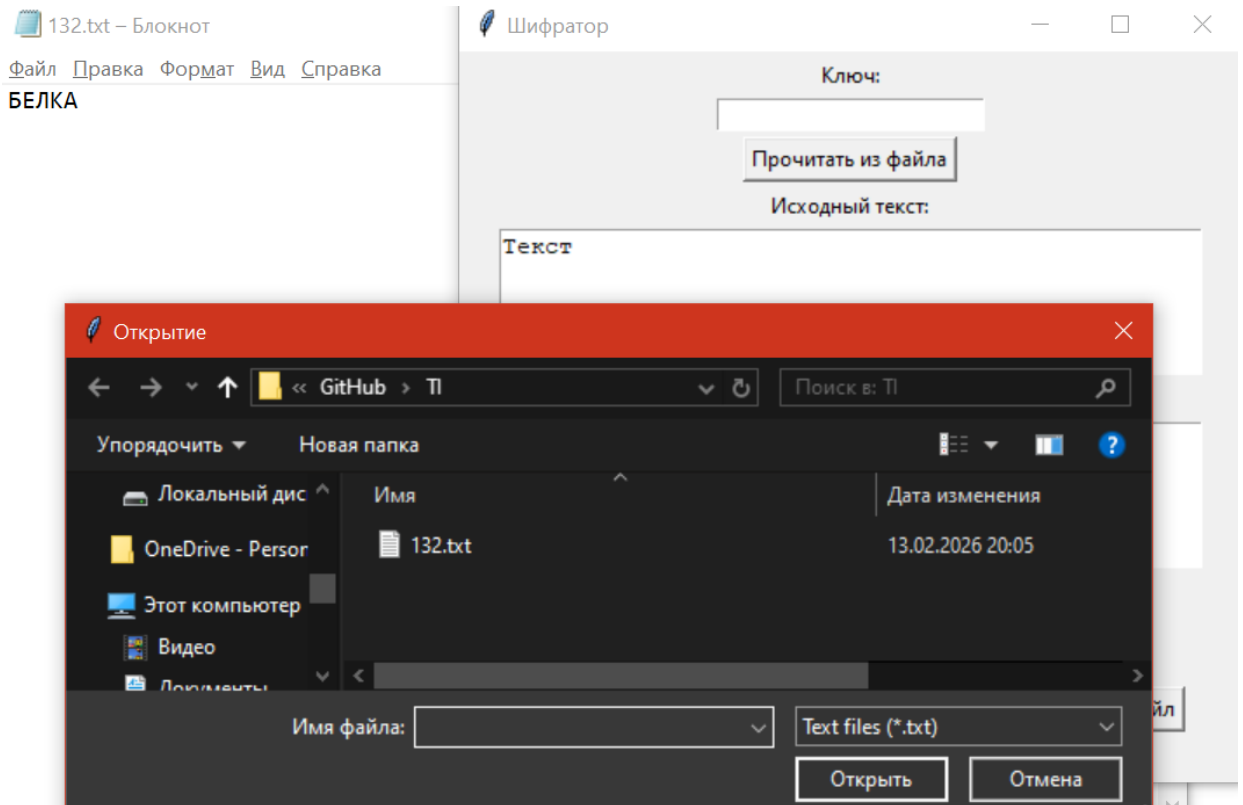 132.txt – Блокнот
Файл Правка Формат Вид Справка
БЕЛКА
Шифратор
Ключ:
Прочитать из файла
Исходный текст:
Текст
Открытие
« GitHub › TI
Поиск в: TI
Упорядочить
Новая папка
Локальный дис
OneDrive - Person
Этот компьютер
Видео
Документы
Имя
Дата изменения
132.txt
13.02.2026 20:05
Имя файла:
Text files (*.txt)
Открыть
Отмена
йл